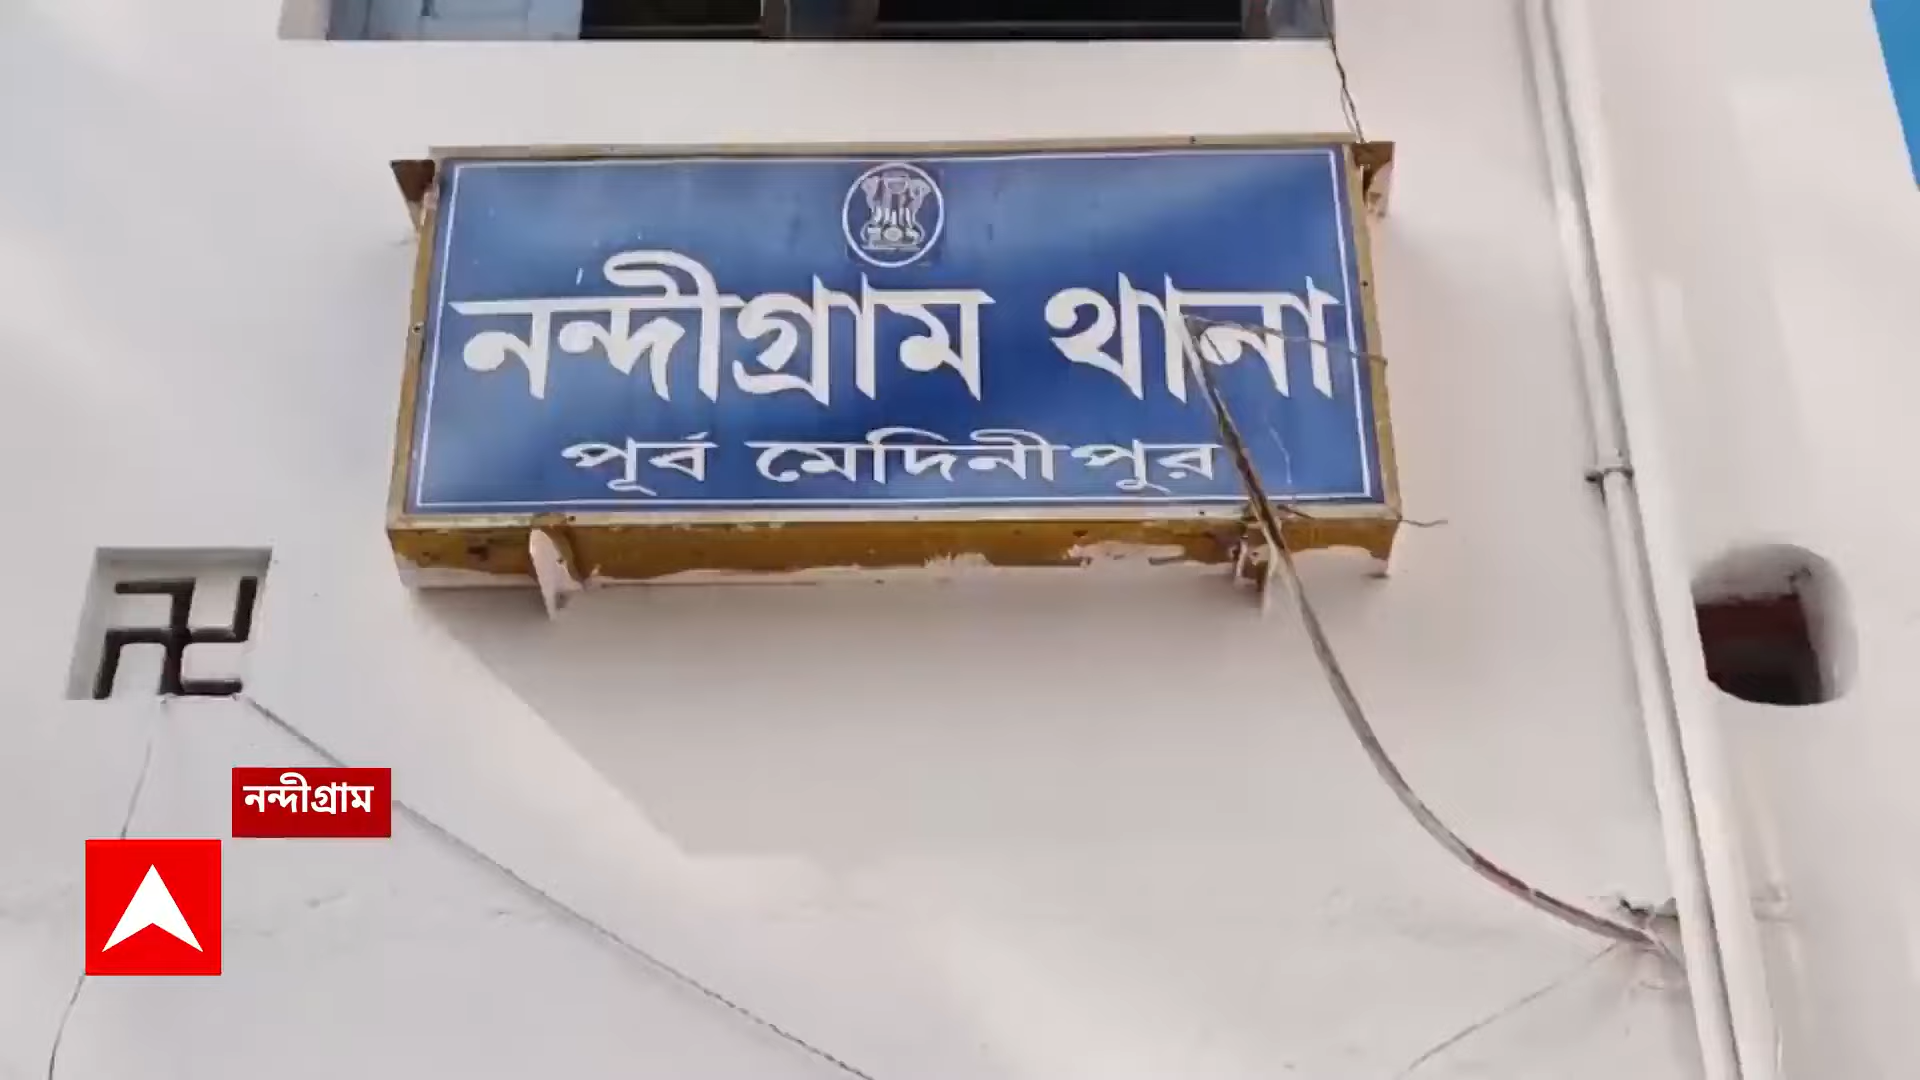 নন্দীগ্রাম থানা
পূর্ব মেদিনীপুর
নন্দীগ্রাম